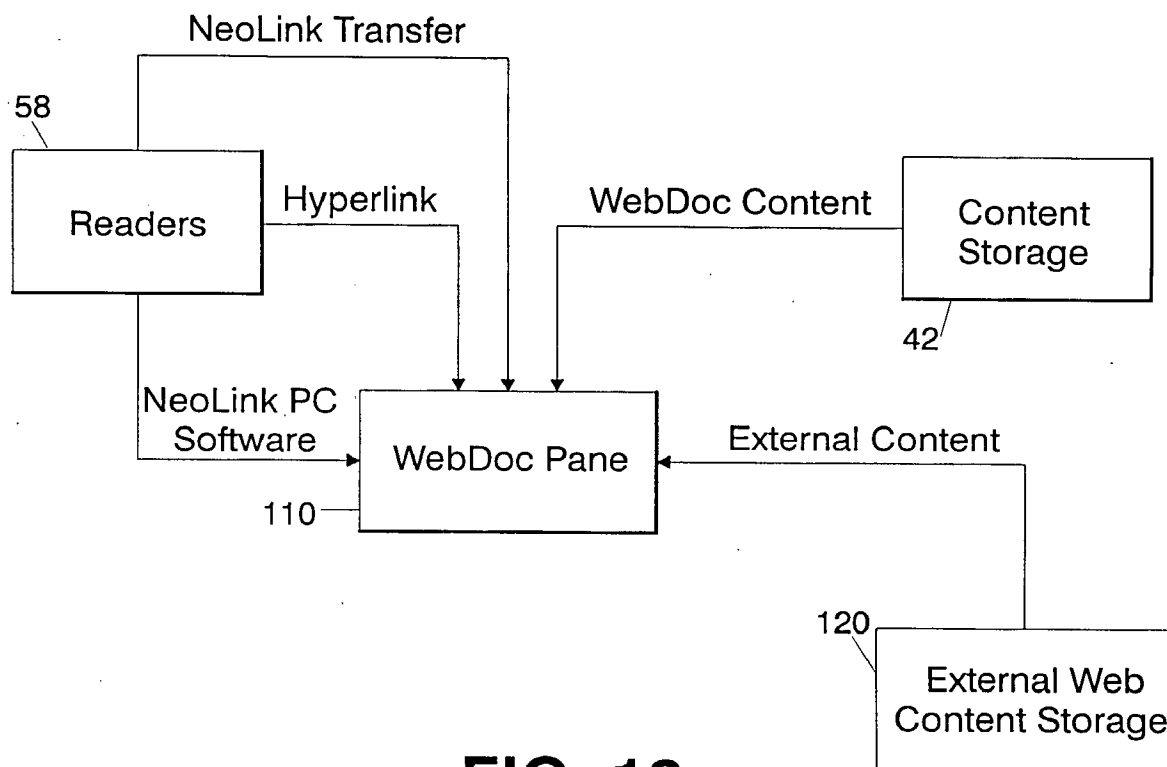 NeoLink Transfer
58
Readers
Hyperlink
WebDoc Content
Content
Storage
42
NeoLink PC
Software
WebDoc Pane
110
External Content
120
External Web
Content Storage